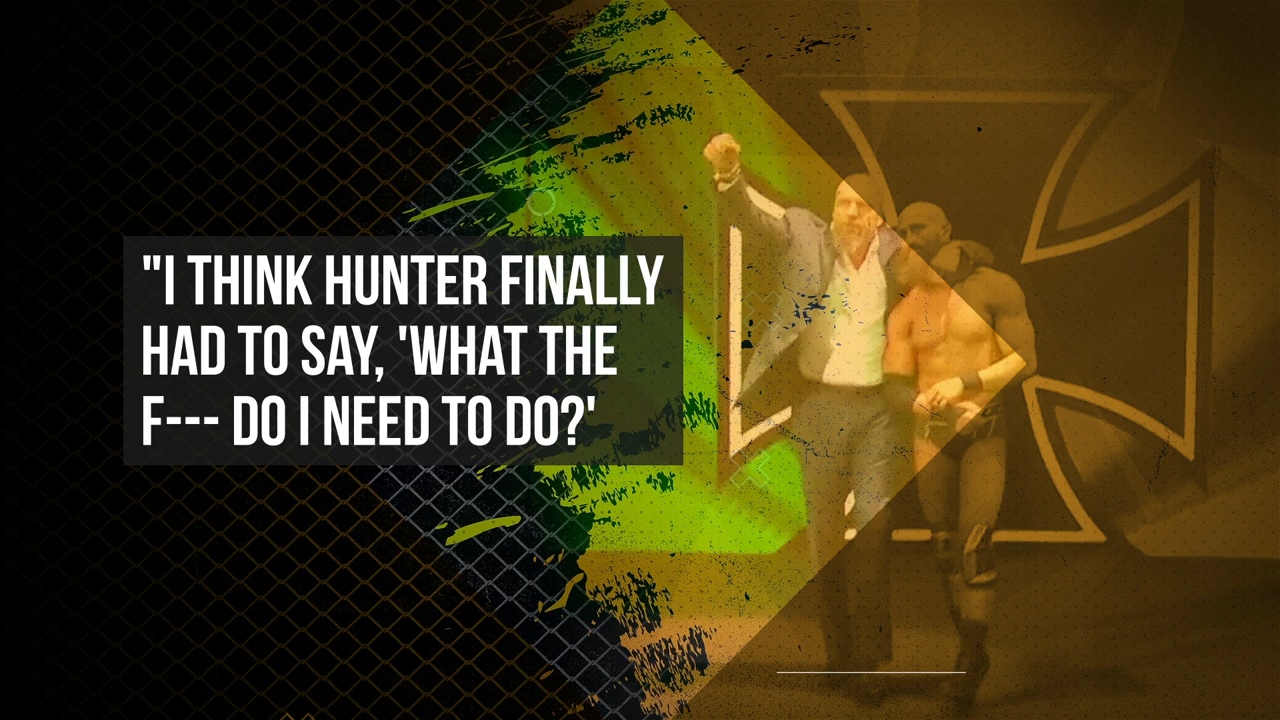 "I THINK HUNTER FINALLY
HAD TO SAY, 'WHAT THE
F--- DO I NEED TO DO?'